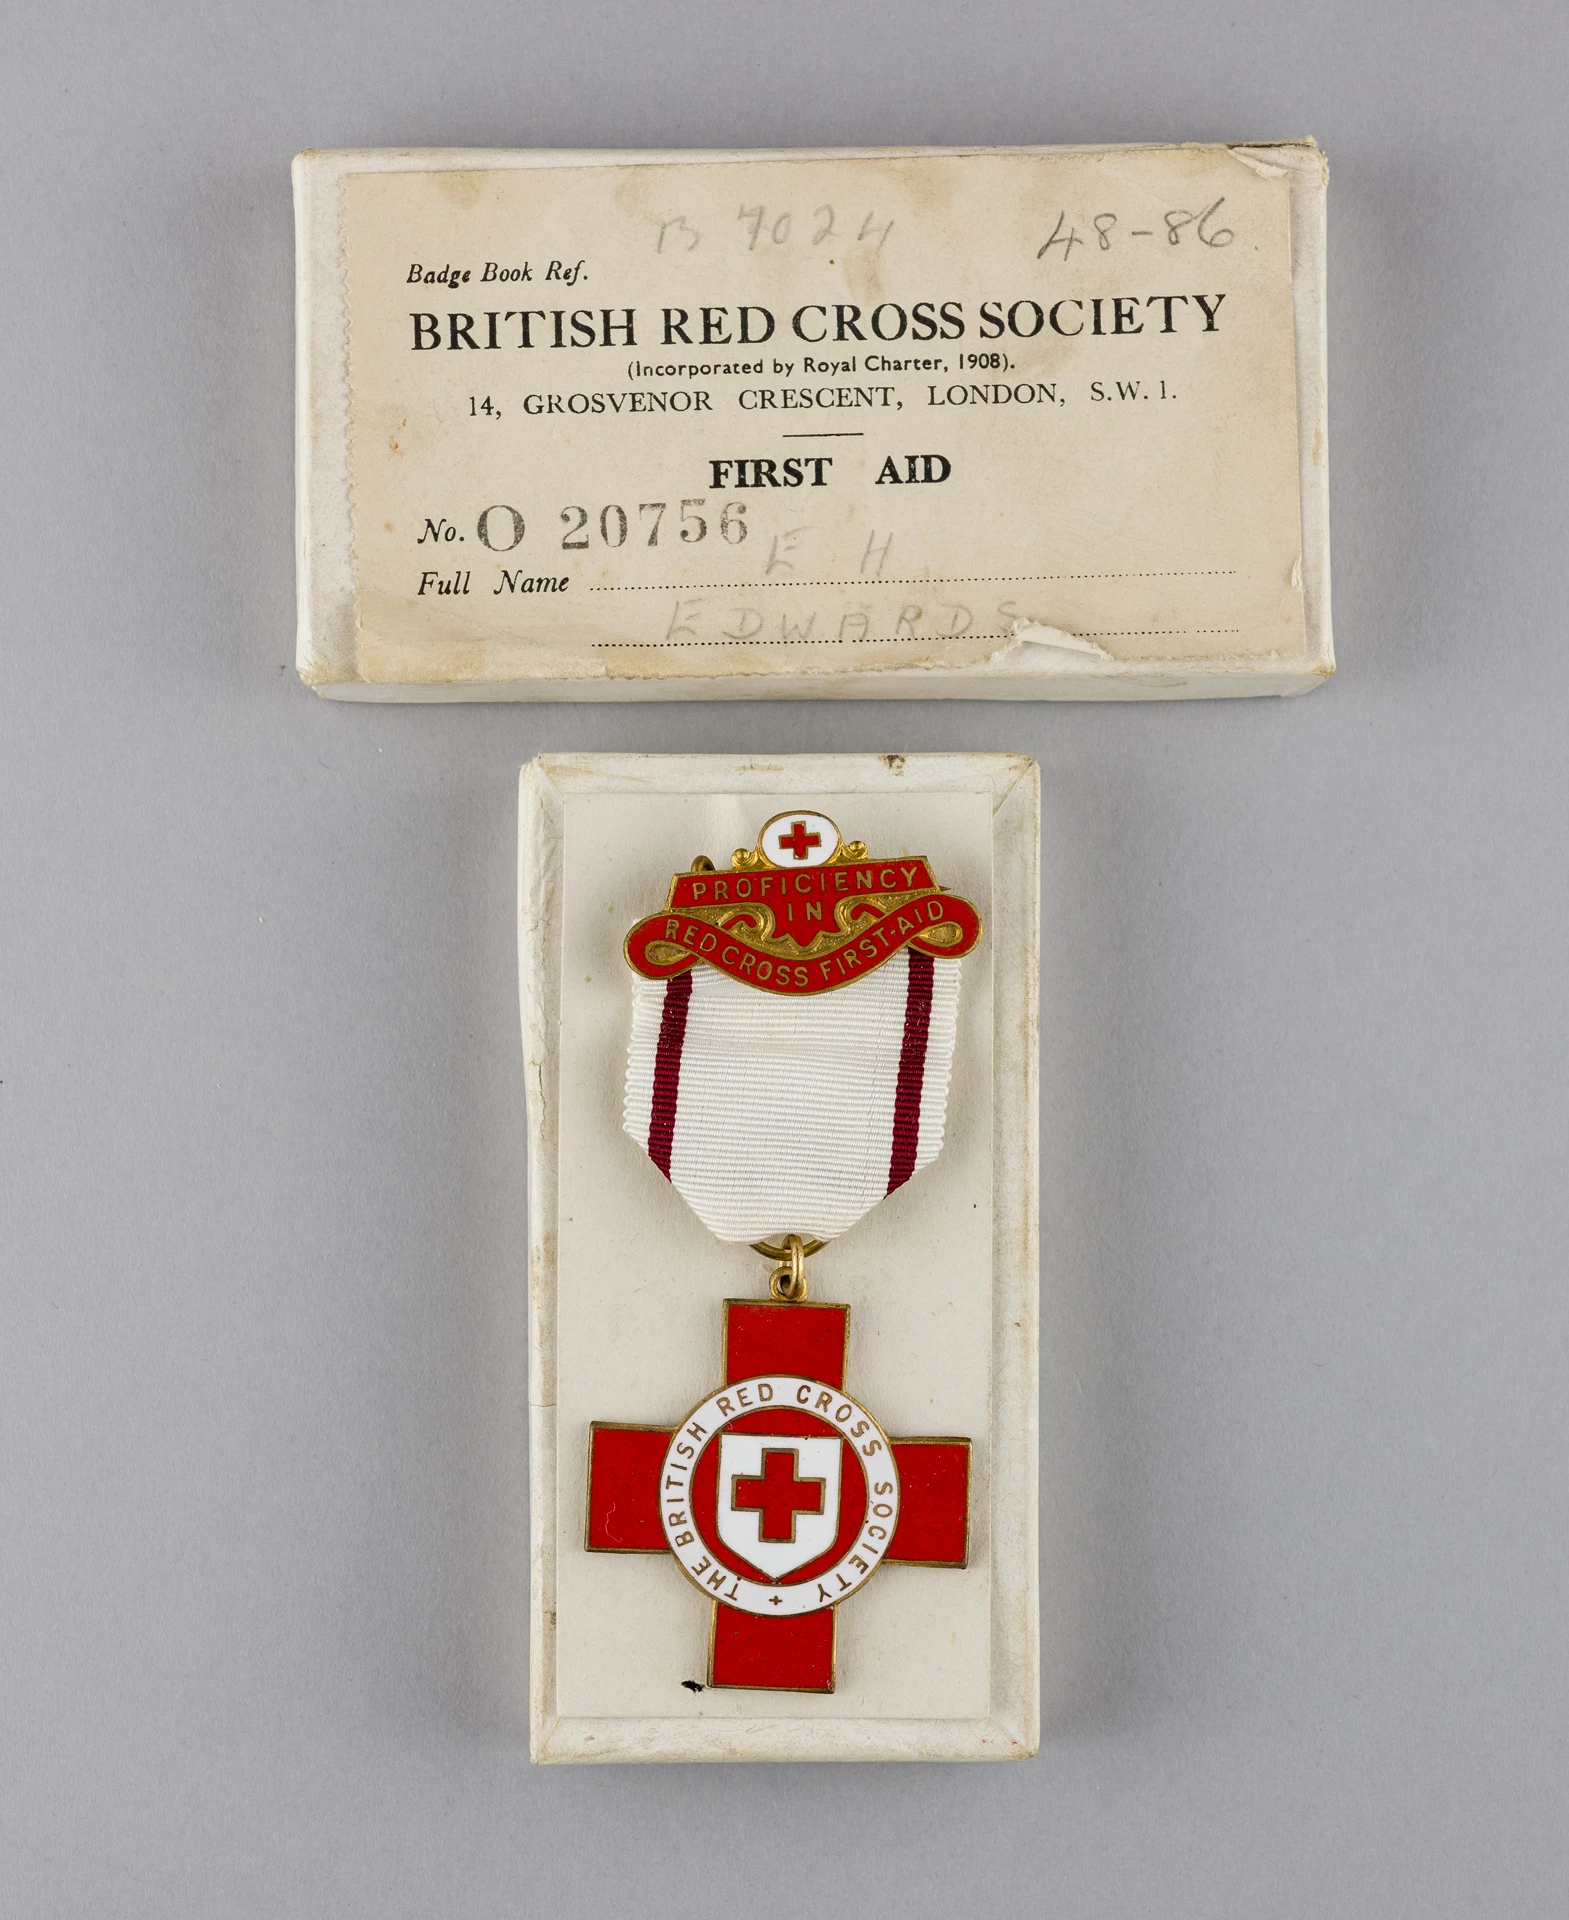 B 7024 48-86
Badge Book Ref.
BRITISH RED CROSS SOCIETY
(Incorporated by Royal Charter, 1908).
14, GROSVENOR CRESCENT, LONDON, S.W. 1.
FIRST AID
No. O 20756
E H
Full Name
EDWARDS
PROFICIENCY
IN
RED CROSS FIRST-AID
THE BRITISH RED CROSS SOCIETY